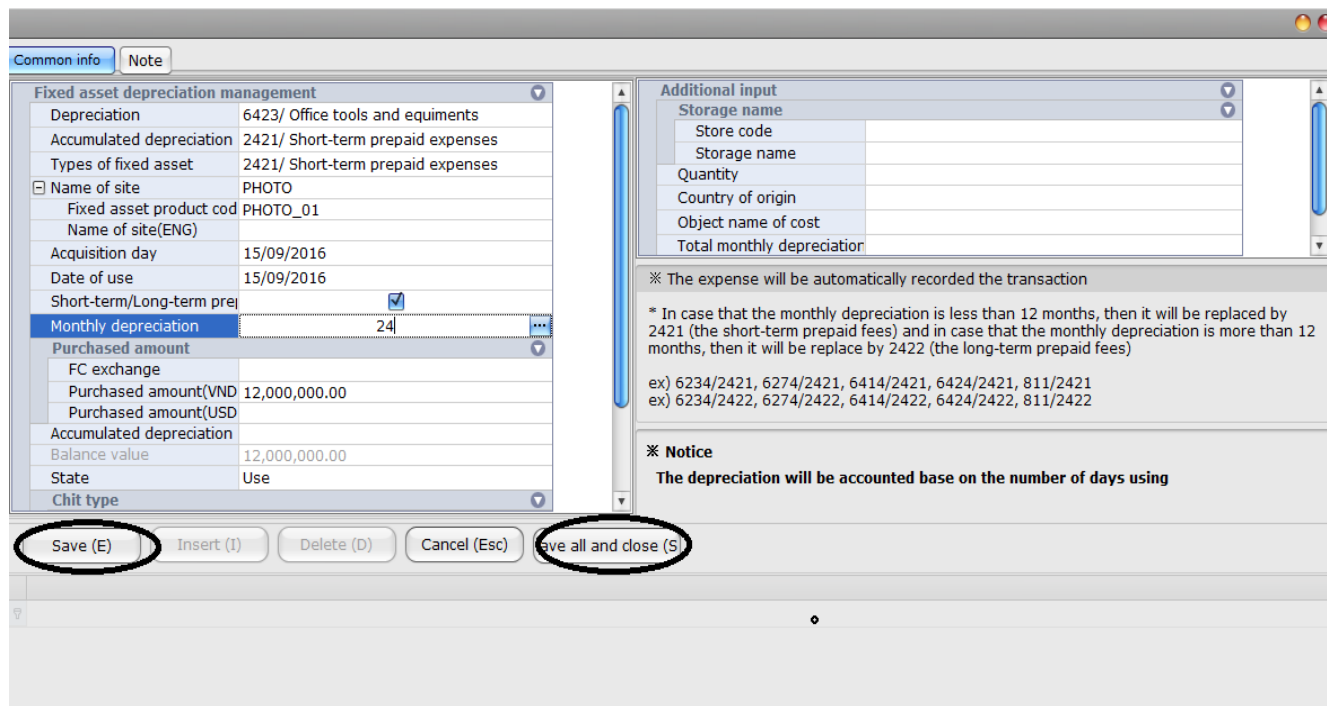 Common info
Note
Fixed asset depreciation management
Depreciation 6423/ Office tools and equiments
Accumulated depreciation 2421/ Short-term prepaid expenses
Types of fixed asset 2421/ Short-term prepaid expenses
Name of site PHOTO
Fixed asset product cod PHOTO_01
Name of site(ENG)
Acquisition day 15/09/2016
Date of use 15/09/2016
Short-term/Long-term prep
Monthly depreciation 24 ...
Purchased amount
FC exchange
Purchased amount(VND 12,000,000.00
Purchased amount(USD
Accumulated depreciation
Balance value 12,000,000.00
State Use
Chit type
Additional input
Storage name
Store code
Storage name
Quantity
Country of origin
Object name of cost
Total monthly depreciation
※ The expense will be automatically recorded the transaction
* In case that the monthly depreciation is less than 12 months, then it will be replaced by
2421 (the short-term prepaid fees) and in case that the monthly depreciation is more than 12
months, then it will be replace by 2422 (the long-term prepaid fees)
ex) 6234/2421, 6274/2421, 6414/2421, 6424/2421, 811/2421
ex) 6234/2422, 6274/2422, 6414/2422, 6424/2422, 811/2422
※ Notice
The depreciation will be accounted base on the number of days using
Save (E)
Insert (I)
Delete (D)
Cancel (Esc)
ave all and close (S